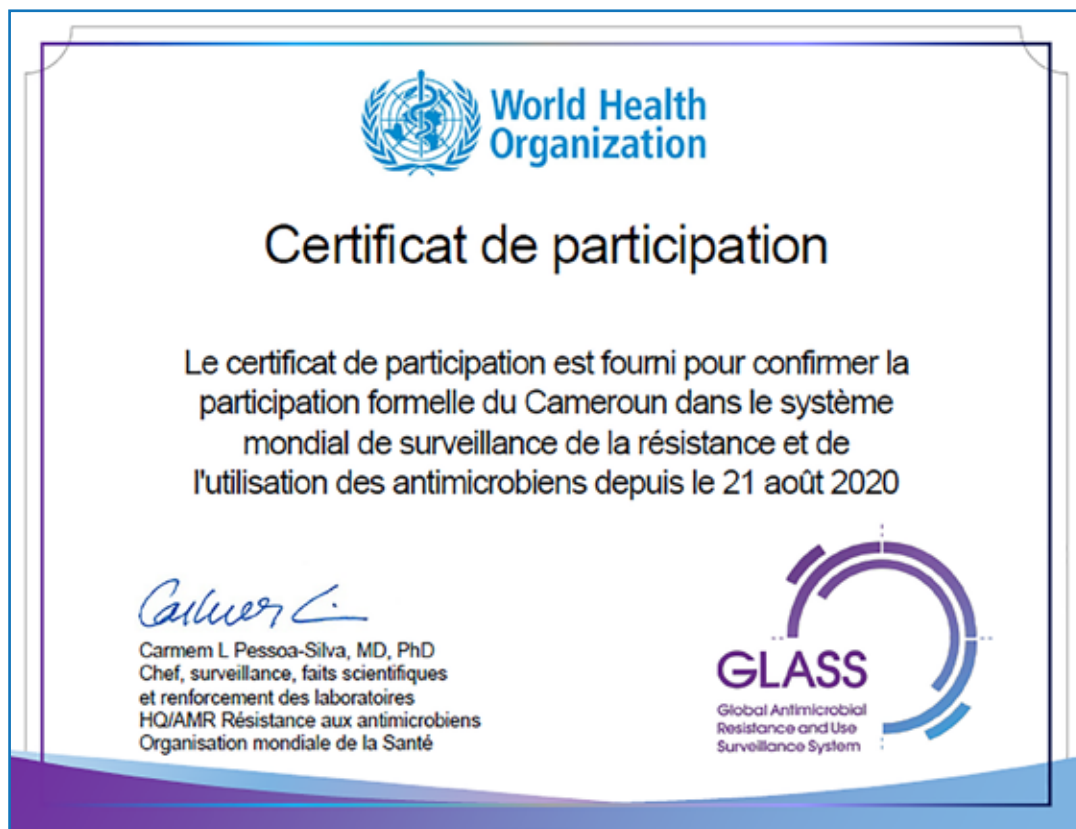 World Health
Organization
Certificat de participation
Le certificat de participation est fourni pour confirmer la
participation formelle du Cameroun dans le système
mondial de surveillance de la résistance et de
l'utilisation des antimicrobiens depuis le 21 août 2020
Carmem L Pessoa-Silva, MD, PhD
Chef, surveillance, faits scientifiques
et renforcement des laboratoires
HQ/AMR Résistance aux antimicrobiens
Organisation mondiale de la Santé
GLASS
Global Antimicrobial
Resistance and Use
Surveillance System